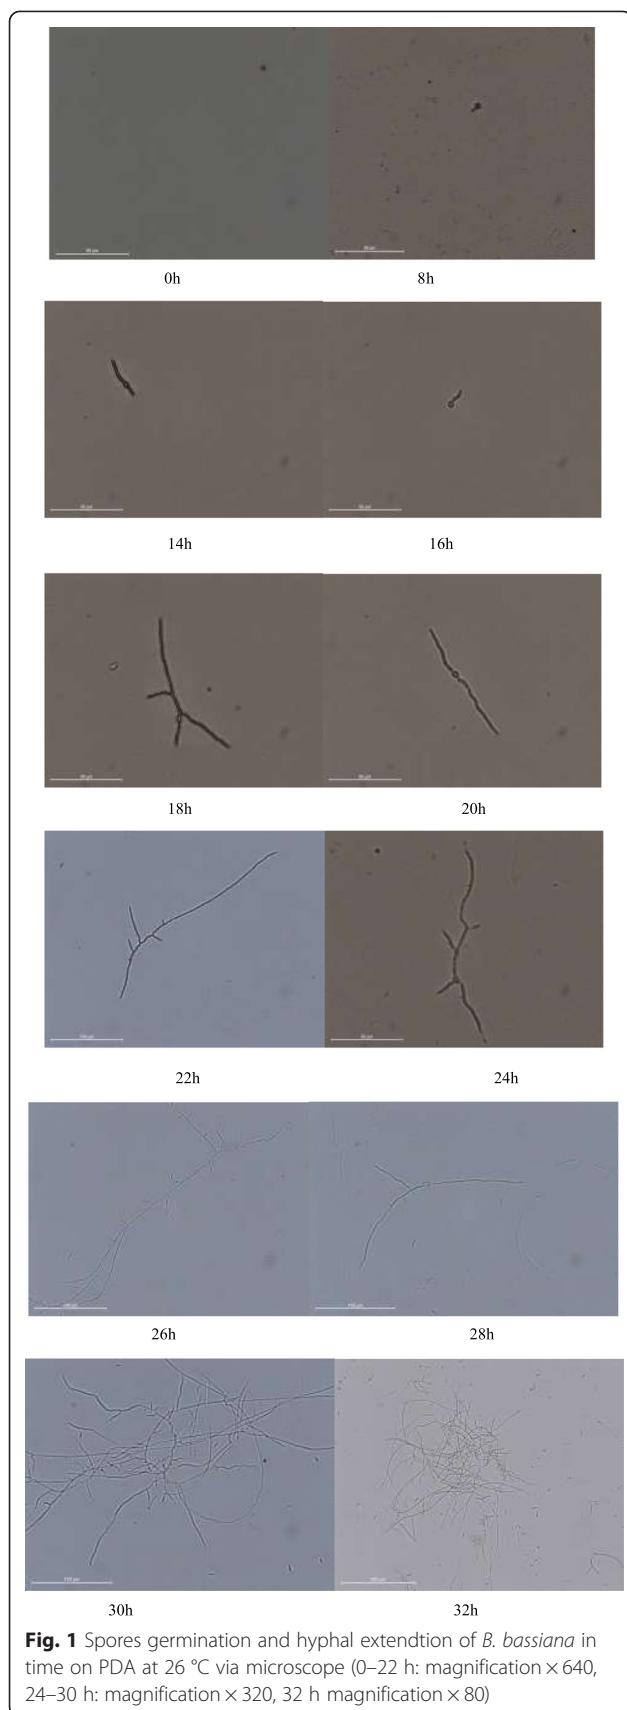 0h
8h
14h
16h
18h
20h
22h
24h
26h
28h
30h
32h
Fig. 1 Spores germination and hyphal extendtion of B. bassiana in
time on PDA at 26 °C via microscope (0–22 h: magnification × 640,
24–30 h: magnification × 320, 32 h magnification × 80)